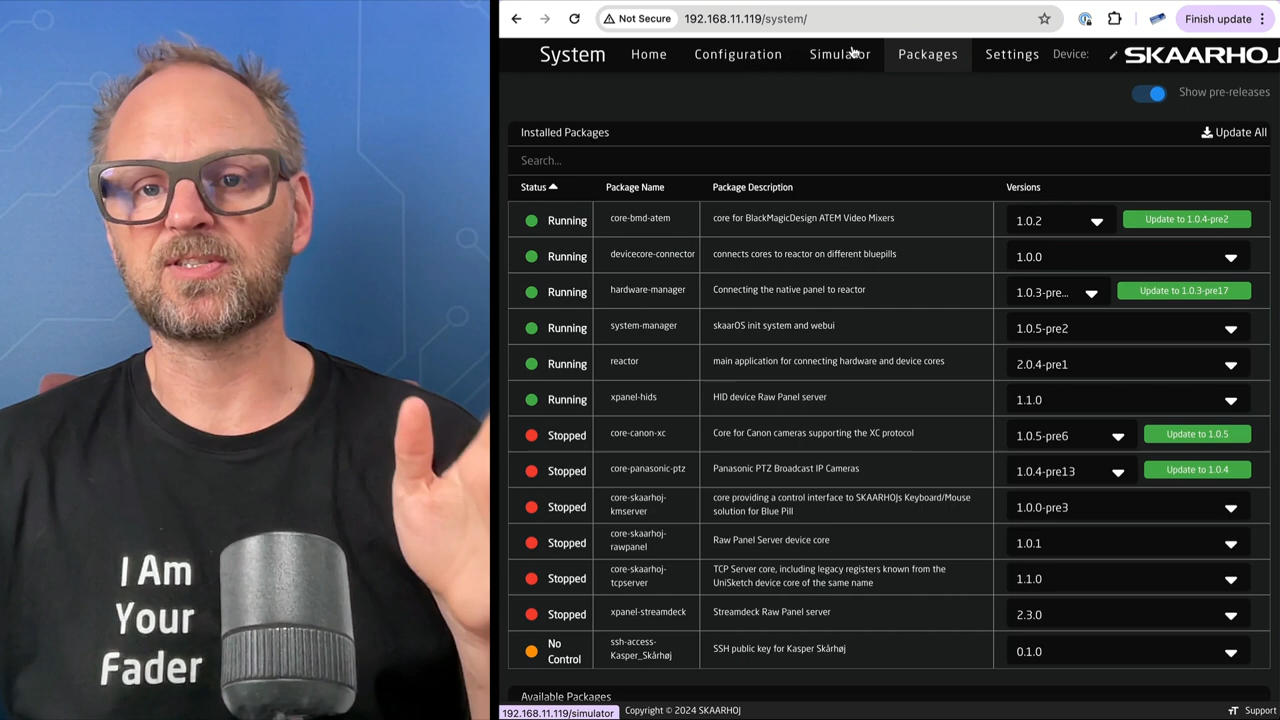 I Am
Your
Fader
Not Secure
192.168.11.119/system/
Finish update
System
Home
Configuration
Simulator
Packages
Settings
Device:
SKAARHOJ
Show pre-releases
Installed Packages
Update All
Search...
Status
Package Name
Package Description
Versions
Running
core-bmd-atem
core for BlackMagicDesign ATEM Video Mixers
1.0.2
Update to 1.0.4-pre2
Running
devicecore-connector
connects cores to reactor on different bluepills
1.0.0
Running
hardware-manager
Connecting the native panel to reactor
1.0.3-pre...
Update to 1.0.3-pre17
Running
system-manager
skaarOS init system and webui
1.0.5-pre2
Running
reactor
main application for connecting hardware and device cores
2.0.4-pre1
Running
xpanel-hids
HID device Raw Panel server
1.1.0
Stopped
core-canon-xc
Core for Canon cameras supporting the XC protocol
1.0.5-pre6
Update to 1.0.5
Stopped
core-panasonic-ptz
Panasonic PTZ Broadcast IP Cameras
1.0.4-pre13
Update to 1.0.4
Stopped
core-skaarhoj-
kmserver
core providing a control interface to SKAARHOJs Keyboard/Mouse
solution for Blue Pill
1.0.0-pre3
Stopped
core-skaarhoj-
rawpanel
Raw Panel Server device core
1.0.1
Stopped
core-skaarhoj-
tcpserver
TCP Server core, including legacy registers known from the
UniSketch device core of the same name
1.1.0
Stopped
xpanel-streamdeck
Streamdeck Raw Panel server
2.3.0
No
Control
ssh-access-
Kasper_Skårhøj
SSH public key for Kasper Skårhøj
0.1.0
Available Packages
192.168.11.119/simulator
Copyright © 2024 SKAARHOJ
Support